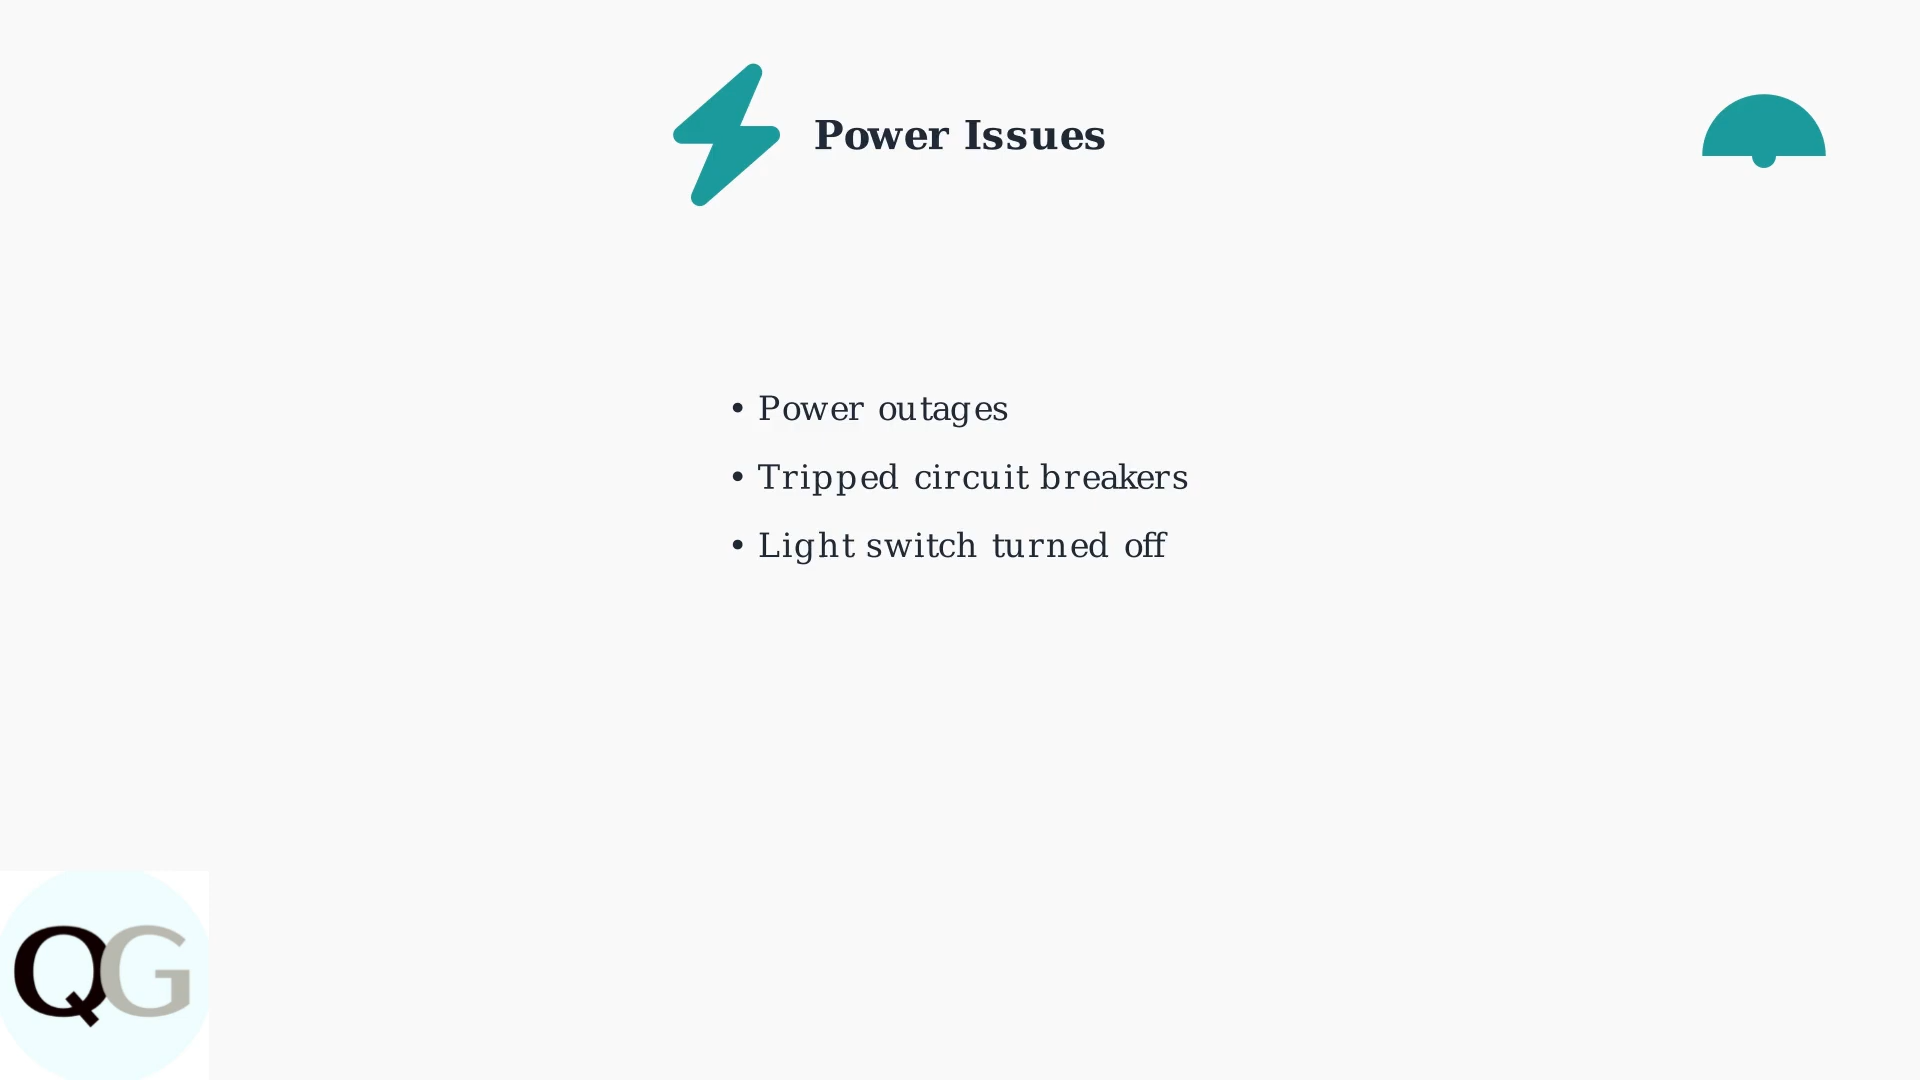 Power Issues
• Power outages
• Tripped circuit breakers
• Light switch turned off
QG